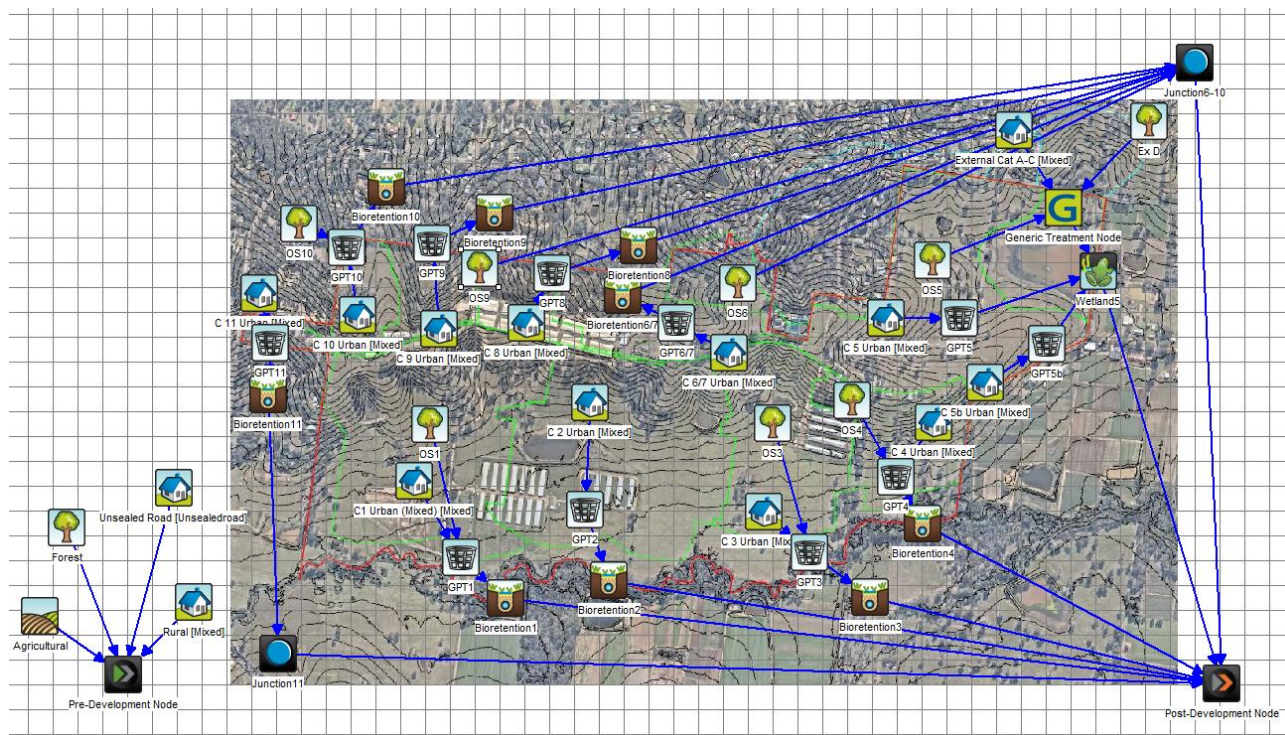 Junction6-10
External Cat A-C [Mixed]
Ex D
Bioretention10
Bioretention9
G
Generic Treatment Node
OS10
GPT10
GPT9
OS9
GPT8
Bioretention8
OS6
OS5
Wetland5
C 11 Urban [Mixed]
C 10 Urban [Mixed]
C 9 Urban [Mixed]
C 8 Urban [Mixed]
Bioretention6/7
GPT6/7
C 6/7 Urban [Mixed]
C 5 Urban [Mixed]
GPT5
GPT5b
GPT11
Bioretention11
OS1
C 2 Urban [Mixed]
OS3
OS4
C 5b Urban [Mixed]
C 4 Urban [Mixed]
C1 Urban (Mixed) [Mixed]
GPT2
GPT4
Unsealed Road [Unsealedroad]
Forest
C 3 Urban [Mix
GPT1
GPT3
Bioretention4
Bioretention1
Bioretention2
Bioretention3
Agricultural
Rural [Mixed]
Junction11
Pre-Development Node
Post-Development Node